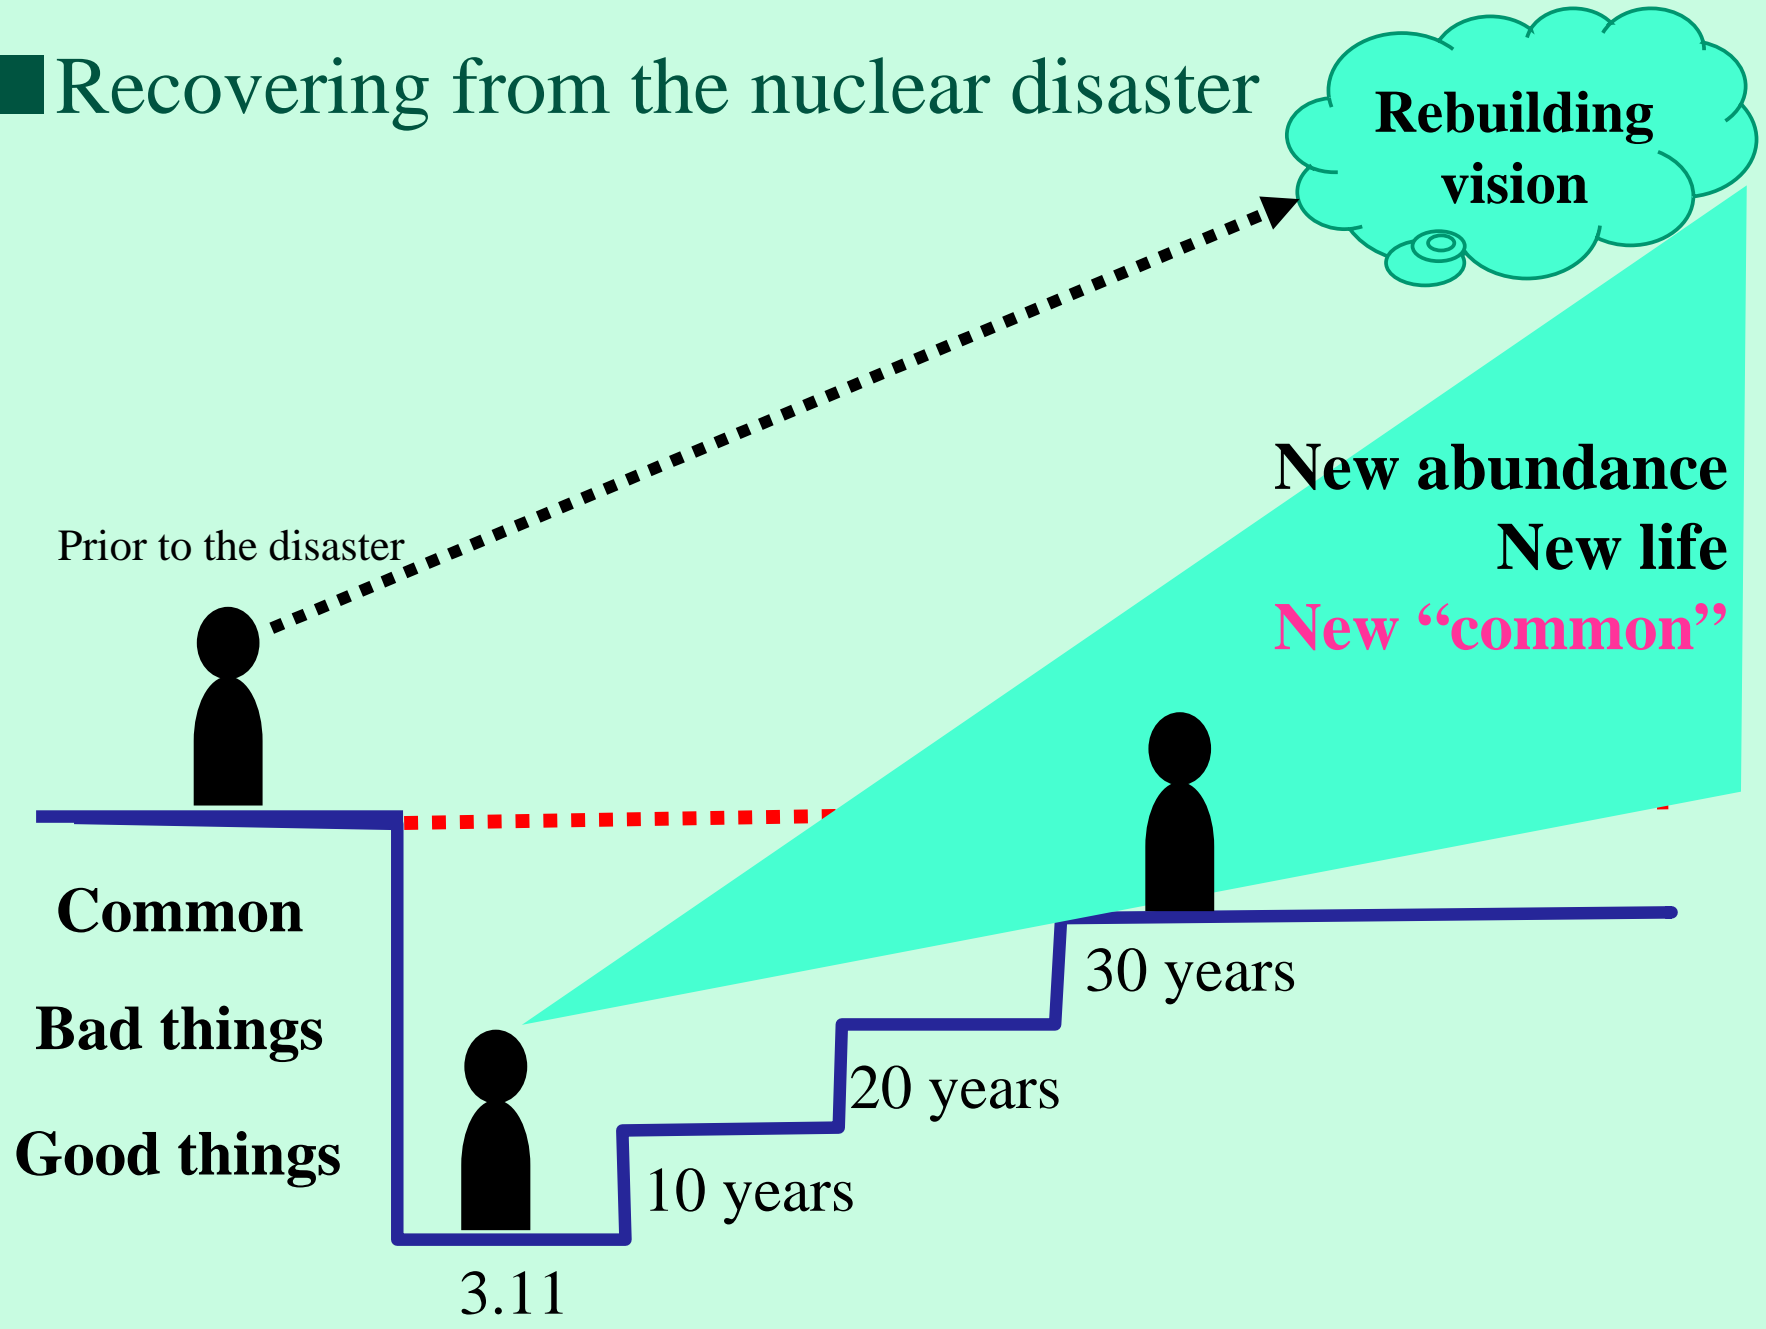 Recovering from the nuclear disaster
Rebuilding
vision
New abundance
New life
New “common”
Prior to the disaster
Common
Bad things
Good things
30 years
20 years
10 years
3.11